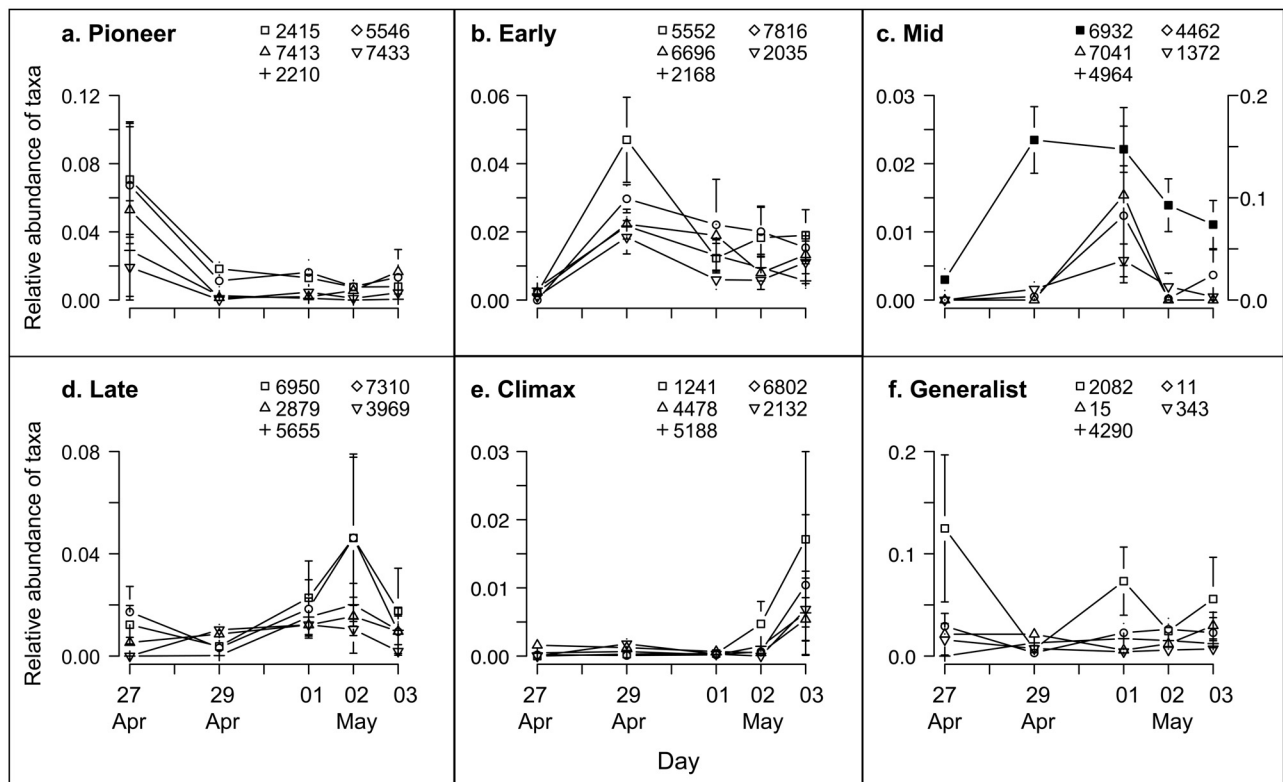 a. Pioneer
2415 5546
7413 7433
2210
b. Early
5552 7816
6696 2035
2168
c. Mid
6932 4462
7041 1372
4964
Relative abundance of taxa
0.12
0.08
0.04
0.00
0.06
0.04
0.02
0.00
0.03
0.02
0.01
0.00
0.2
0.1
0.0
d. Late
6950 7310
2879 3969
5655
e. Climax
1241 6802
4478 2132
5188
f. Generalist
2082 11
15 343
4290
Relative abundance of taxa
0.08
0.04
0.00
0.03
0.02
0.01
0.00
0.2
0.1
0.0
27 29 01 02 03
Apr Apr May
27 29 01 02 03
Apr Apr May
27 29 01 02 03
Apr Apr May
Day